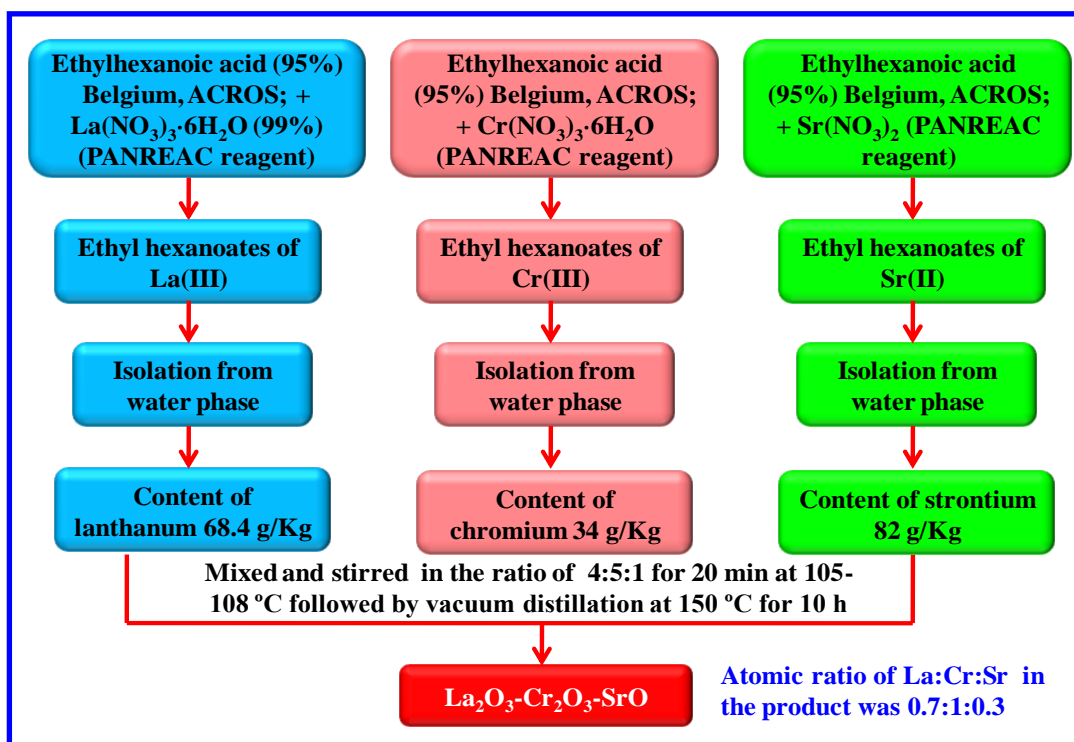 Ethylhexanoic acid (95%)
Belgium, ACROS; +
La(NO₃)₃·6H₂O (99%)
(PANREAC reagent)
Ethylhexanoic acid
(95%) Belgium, ACROS;
+ Cr(NO₃)₃·6H₂O
(PANREAC reagent)
Ethylhexanoic acid
(95%) Belgium, ACROS;
+ Sr(NO₃)₂ (PANREAC
reagent)
Ethyl hexanoates of
La(III)
Ethyl hexanoates of
Cr(III)
Ethyl hexanoates of
Sr(II)
Isolation from
water phase
Isolation from
water phase
Isolation from
water phase
Content of
lanthanum 68.4 g/Kg
Content of
chromium 34 g/Kg
Content of strontium
82 g/Kg
Mixed and stirred in the ratio of 4:5:1 for 20 min at 105-
108 ºC followed by vacuum distillation at 150 ºC for 10 h
La₂O₃-Cr₂O₃-SrO
Atomic ratio of La:Cr:Sr in
the product was 0.7:1:0.3